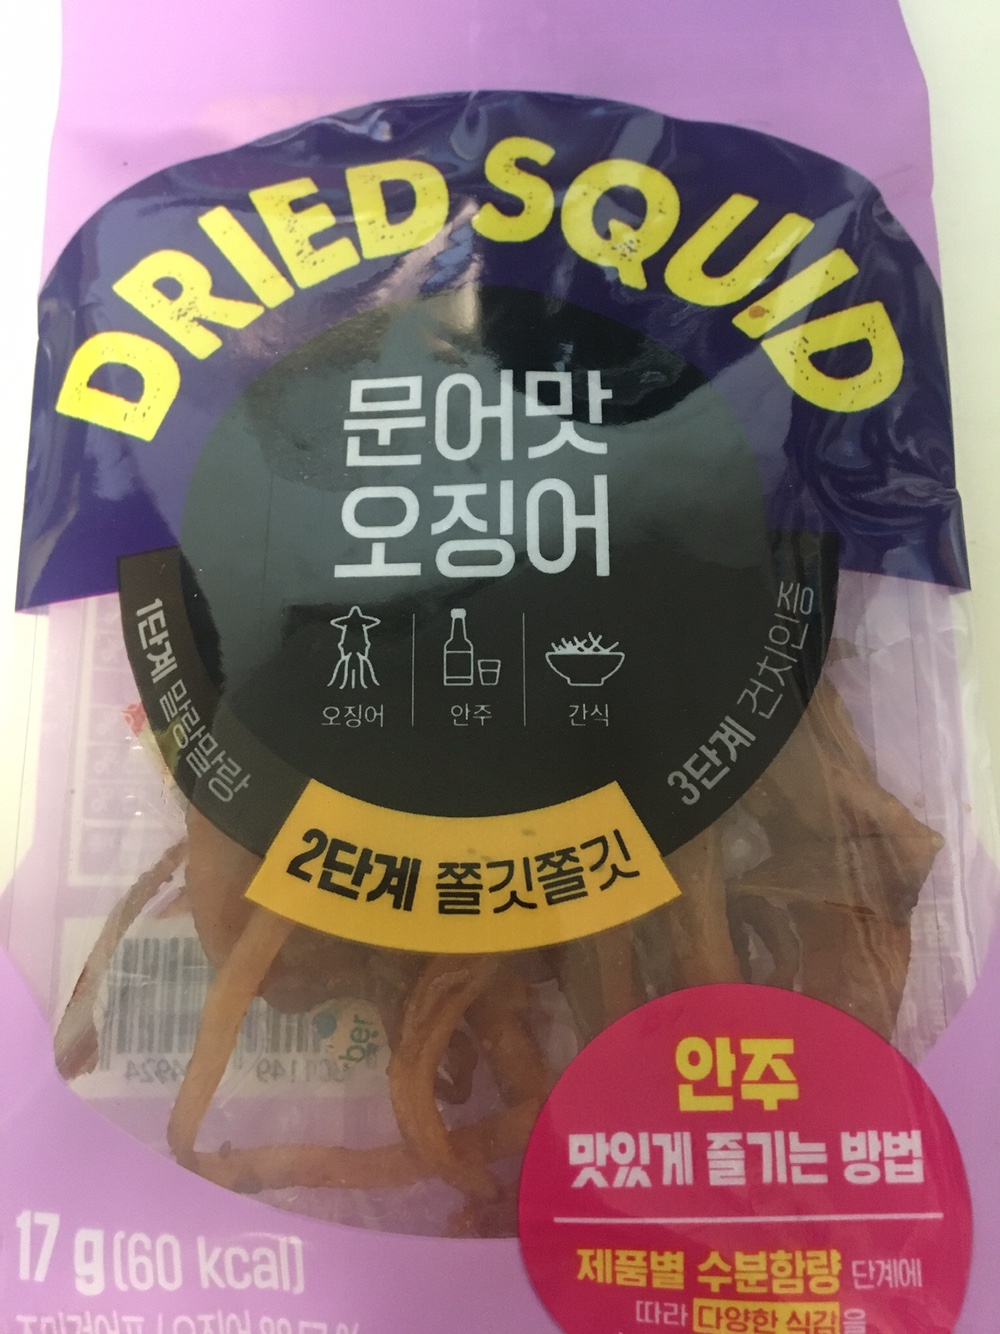 DRIED SQUID
문어맛
오징어
오징어
안주
간식
1단계 말랑말랑
2단계 쫄깃쫄깃
3단계 건치인증
안주
맛있게 즐기는 방법
제품별 수분함량 단계에
따라 다양한 식감을
17 g(60 kcal)